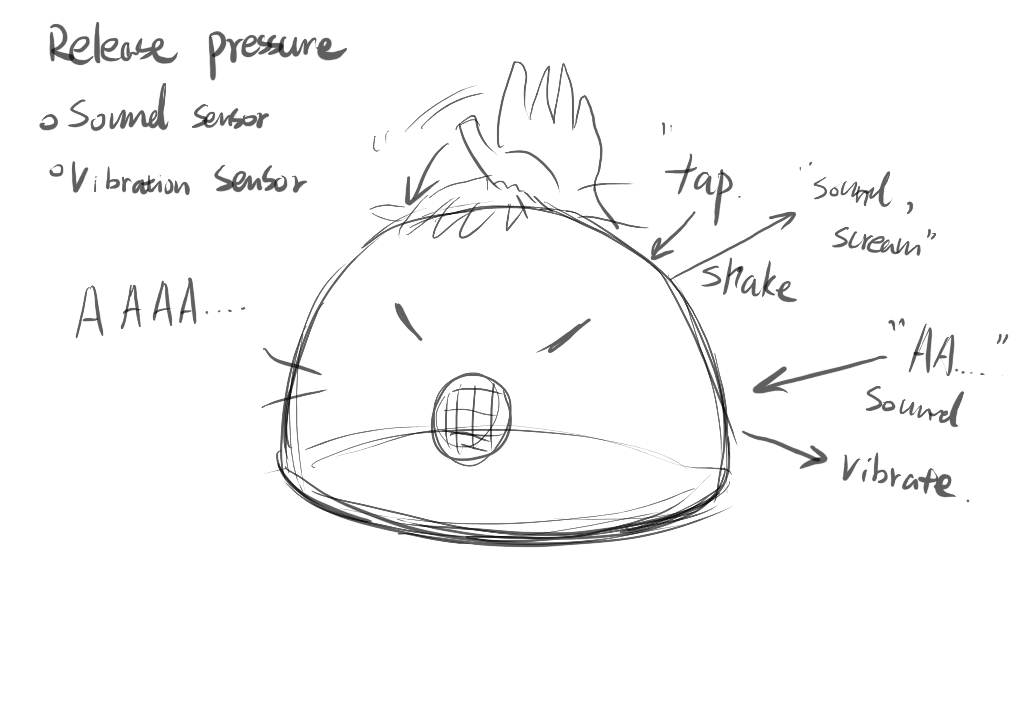 Release pressure
o Sound sensor
o Vibration sensor
"tap.
shake
"sound,
scream"
AAAA....
"AA...."
Sound
Vibrate.